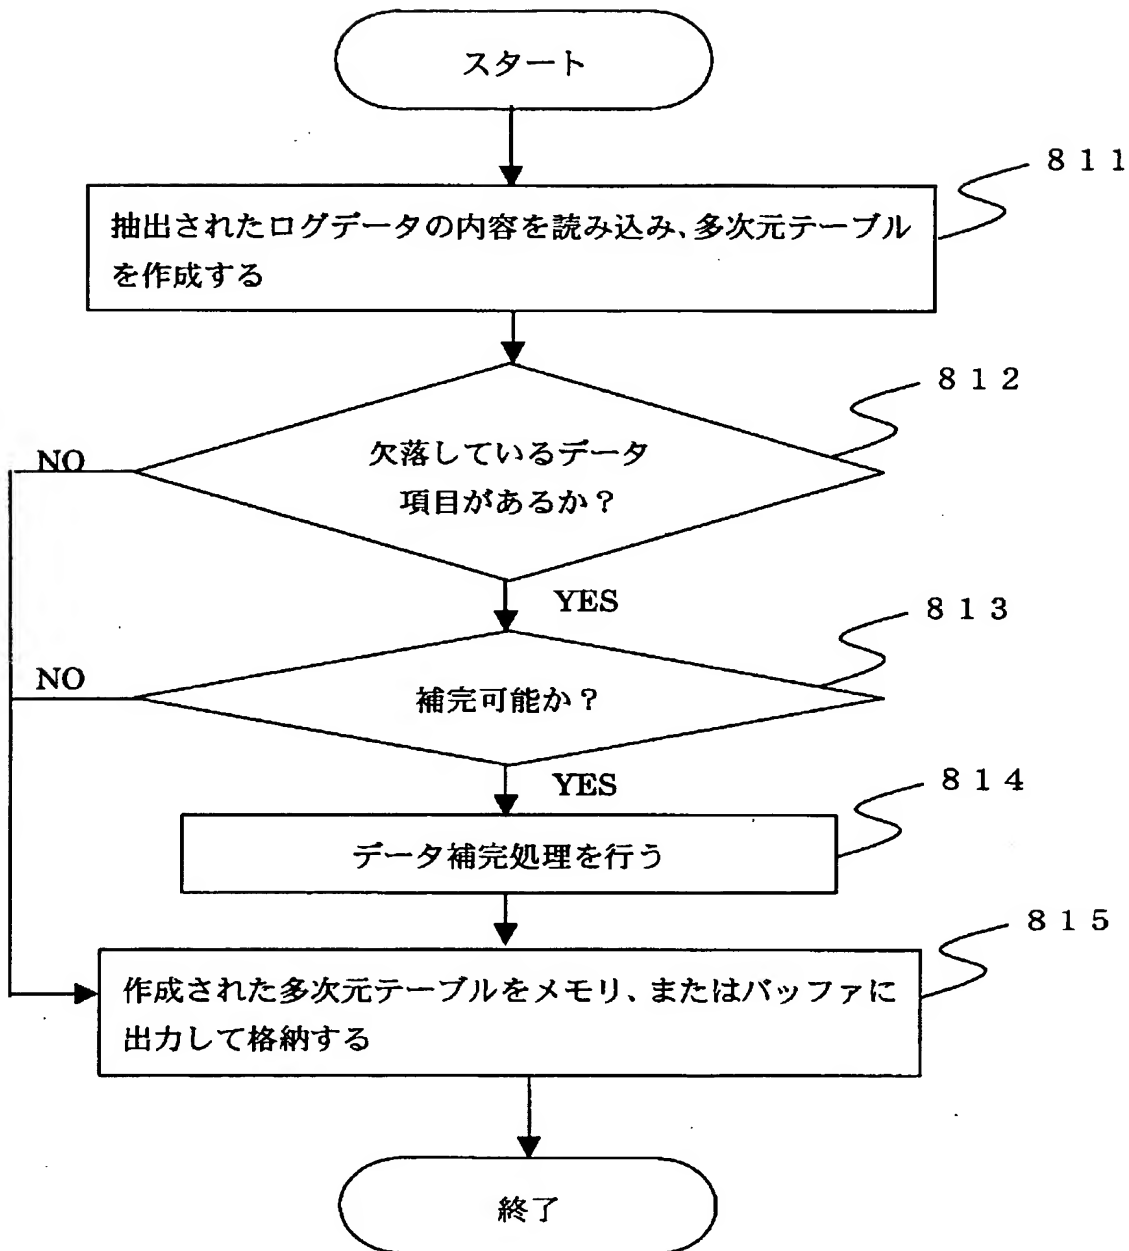 スタート
811
抽出されたログデータの内容を読み込み、多次元テーブル
を作成する
812
NO
欠落しているデータ
項目があるか？
YES
813
NO
補完可能か？
YES
814
データ補完処理を行う
815
作成された多次元テーブルをメモリ、またはバッファに
出力して格納する
終了